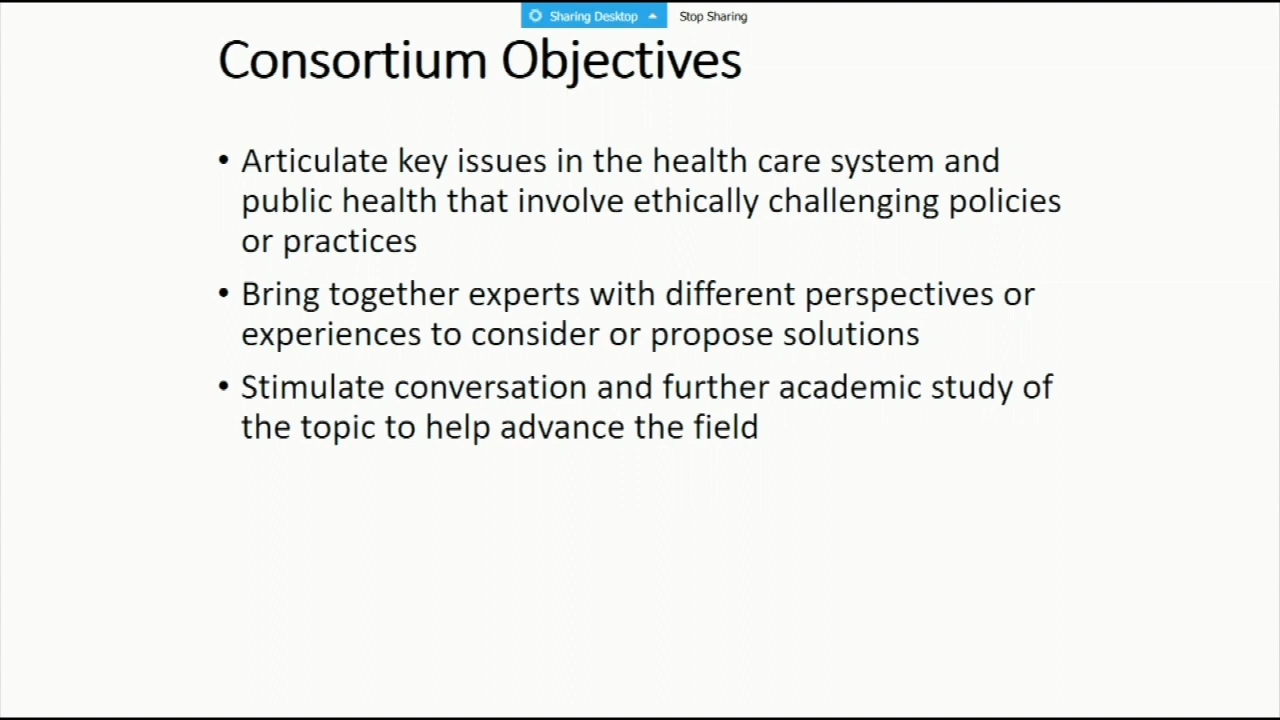 Sharing Desktop Stop Sharing
Consortium Objectives
• Articulate key issues in the health care system and
public health that involve ethically challenging policies
or practices
• Bring together experts with different perspectives or
experiences to consider or propose solutions
• Stimulate conversation and further academic study of
the topic to help advance the field